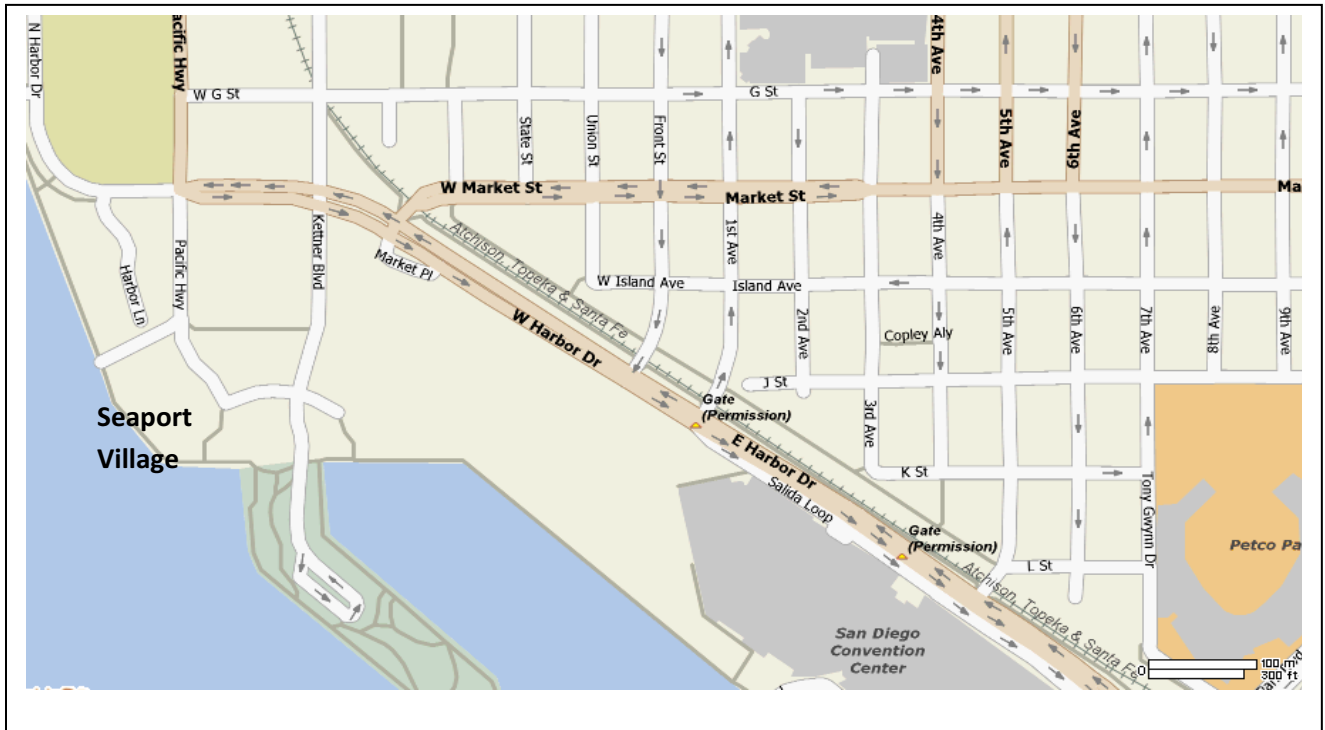 N Harbor Dr
Pacific Hwy
4th Ave
W G St
G St
State St
Union St
Front St
5th Ave
6th Ave
W Market St
Market St
Ma
Atchison, Topeka & Santa Fe
Kettner Blvd
Market Pl
Pacific Hwy
Harbor Ln
1st Ave
4th Ave
W Island Ave
Island Ave
2nd Ave
5th Ave
6th Ave
7th Ave
8th Ave
9th Ave
Copley Aly
W Harbor Dr
J St
Gate
(Permission)
3rd Ave
Seaport
Village
E Harbor Dr
K St
Salida Loop
Tony Gwynn Dr
Gate
(Permission)
Petco Pa
L St
Atchison, Topeka & Santa Fe
San Diego
Convention
Center
0
100 m
300 ft